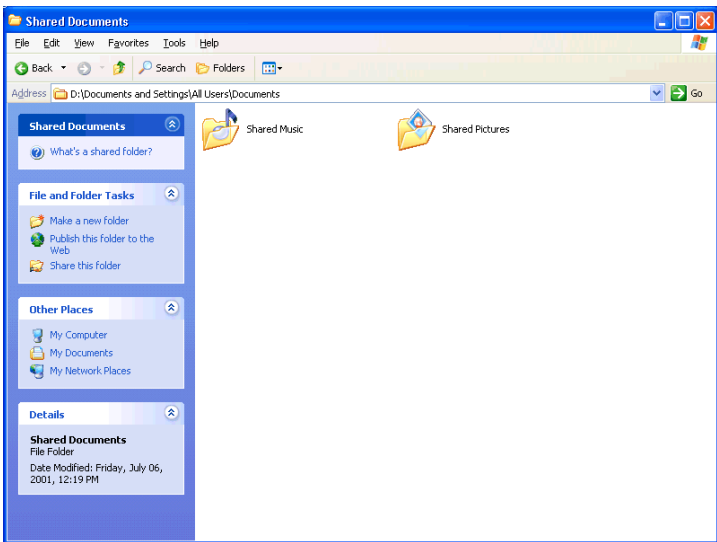 Shared Documents
File Edit View Favorites Tools Help
Back Search Folders
Address D:\Documents and Settings\All Users\Documents Go
Shared Documents
What's a shared folder?
File and Folder Tasks
Make a new folder
Publish this folder to the
Web
Share this folder
Other Places
My Computer
My Documents
My Network Places
Details
Shared Documents
File Folder
Date Modified: Friday, July 06,
2001, 12:19 PM
Shared Music Shared Pictures